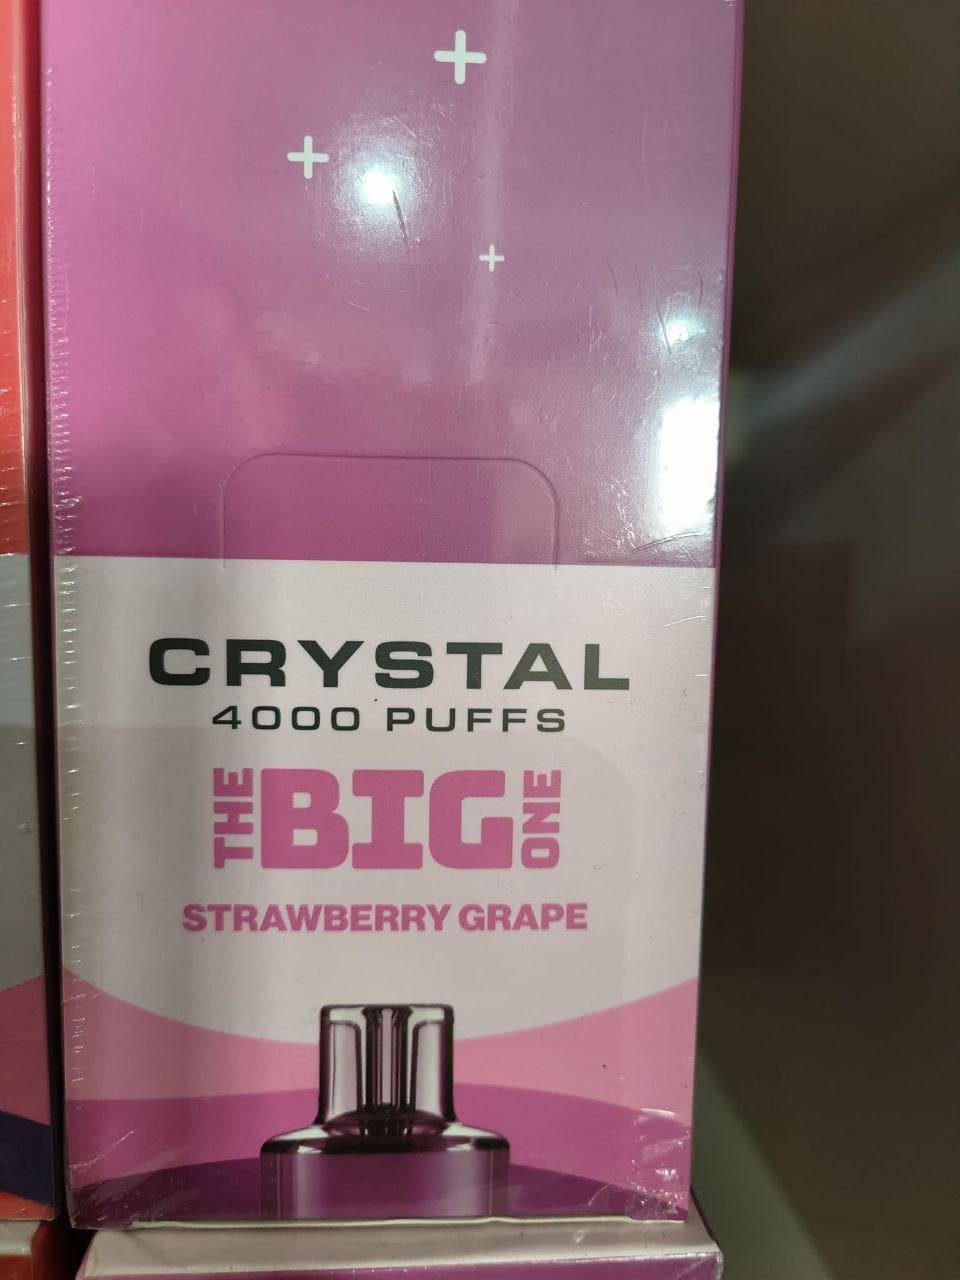 CRYSTAL
4000 PUFFS
THE BIG ONE
STRAWBERRY GRAPE